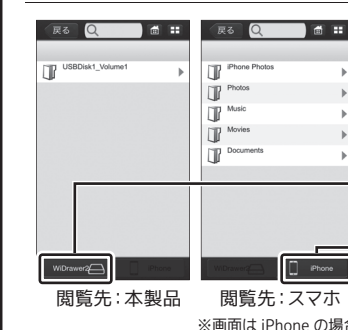 戻る
USBDisk1_Volume1
WiDrawer2
iPhone
閲覧先：本製品
戻る
iPhone Photos
Photos
Music
Movies
Documents
WiDrawer2
iPhone
閲覧先：スマホ
※画面は iPhone の場合